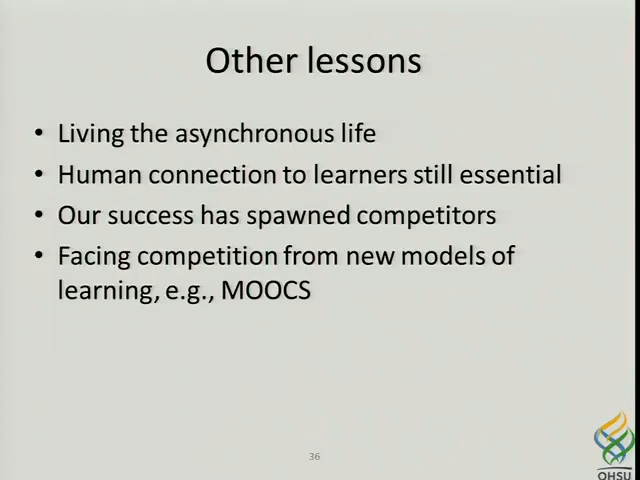 Other lessons
• Living the asynchronous life
• Human connection to learners still essential
• Our success has spawned competitors
• Facing competition from new models of
learning, e.g., MOOCS
36
OHSU